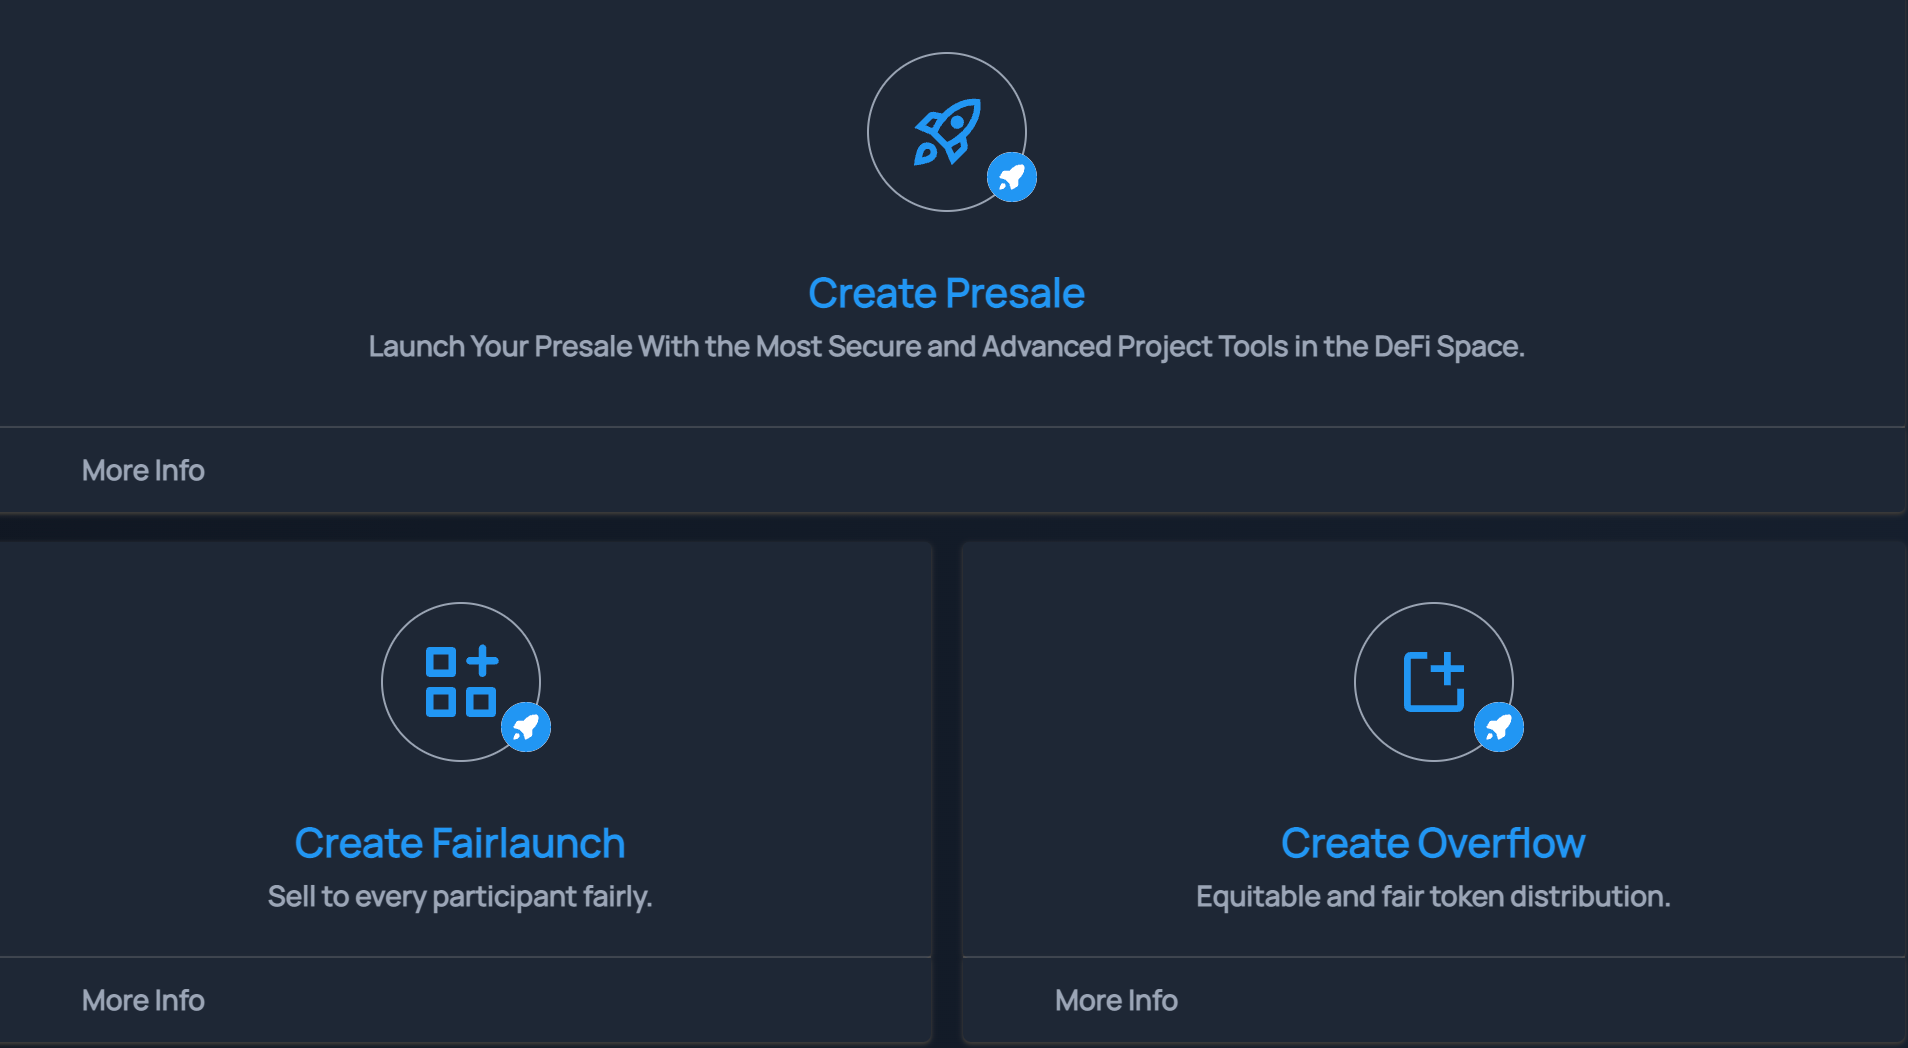 Create Presale
Launch Your Presale With the Most Secure and Advanced Project Tools in the DeFi Space.
More Info
Create Fairlaunch
Sell to every participant fairly.
More Info
Create Overflow
Equitable and fair token distribution.
More Info